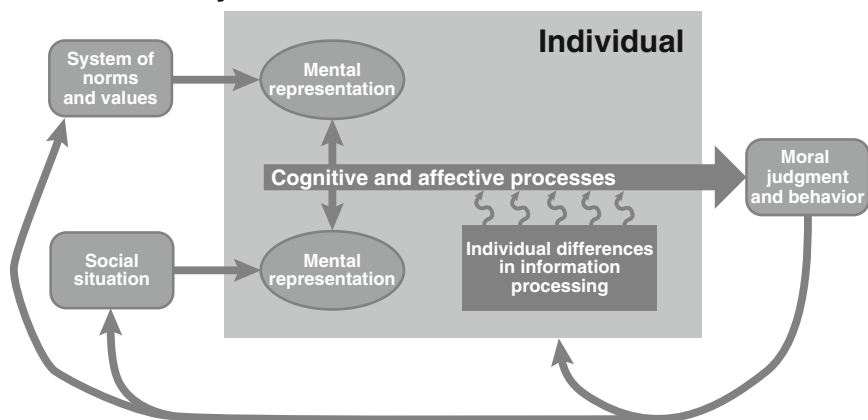 Individual
System of
norms
and values
Mental
representation
Cognitive and affective processes
Moral
judgment
and behavior
Social
situation
Mental
representation
Individual differences
in information
processing